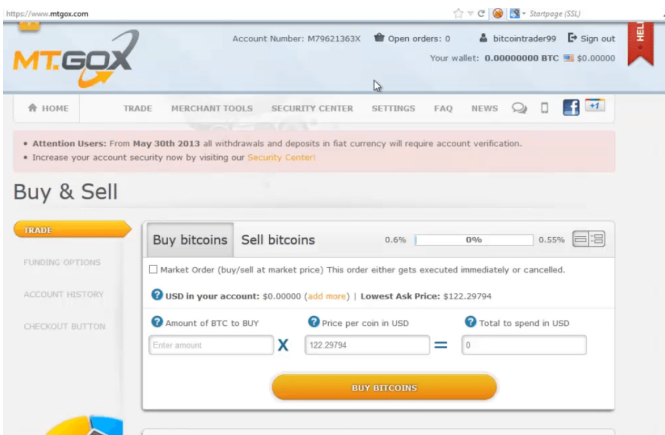 https://www.mtgox.com
Startpage (SSL)
MT.GOX
Account Number: M79621363X Open orders: 0 bitcointrader99 Sign out
HELP
Your wallet: 0.00000000 BTC $0.00000
HOME TRADE MERCHANT TOOLS SECURITY CENTER SETTINGS FAQ NEWS f +1
• Attention Users: From May 30th 2013 all withdrawals and deposits in fiat currency will require account verification.
• Increase your account security now by visiting our Security Center!
Buy & Sell
TRADE
FUNDING OPTIONS
ACCOUNT HISTORY
CHECKOUT BUTTON
Buy bitcoins Sell bitcoins 0.6% 0% 0.55%
Market Order (buy/sell at market price) This order either gets executed immediately or cancelled.
? USD in your account: $0.00000 (add more) | Lowest Ask Price: $122.29794
? Amount of BTC to BUY ? Price per coin in USD ? Total to spend in USD
Enter amount X 122.29794 = 0
BUY BITCOINS